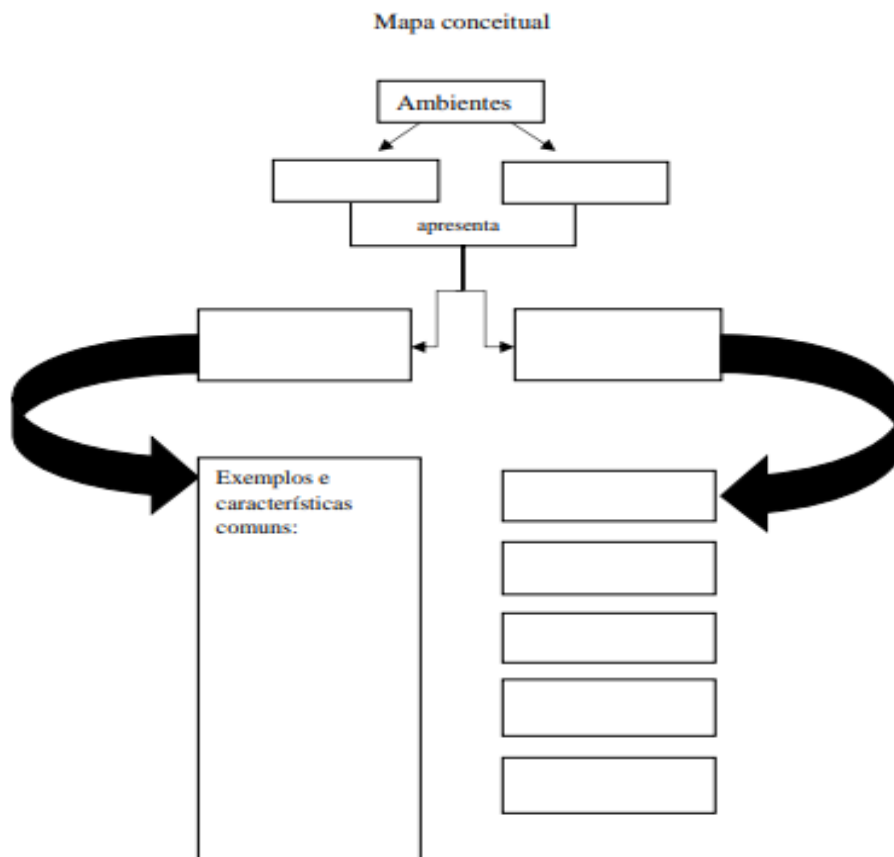 Mapa conceitual
Ambientes
apresenta
Exemplos e
características
comuns: